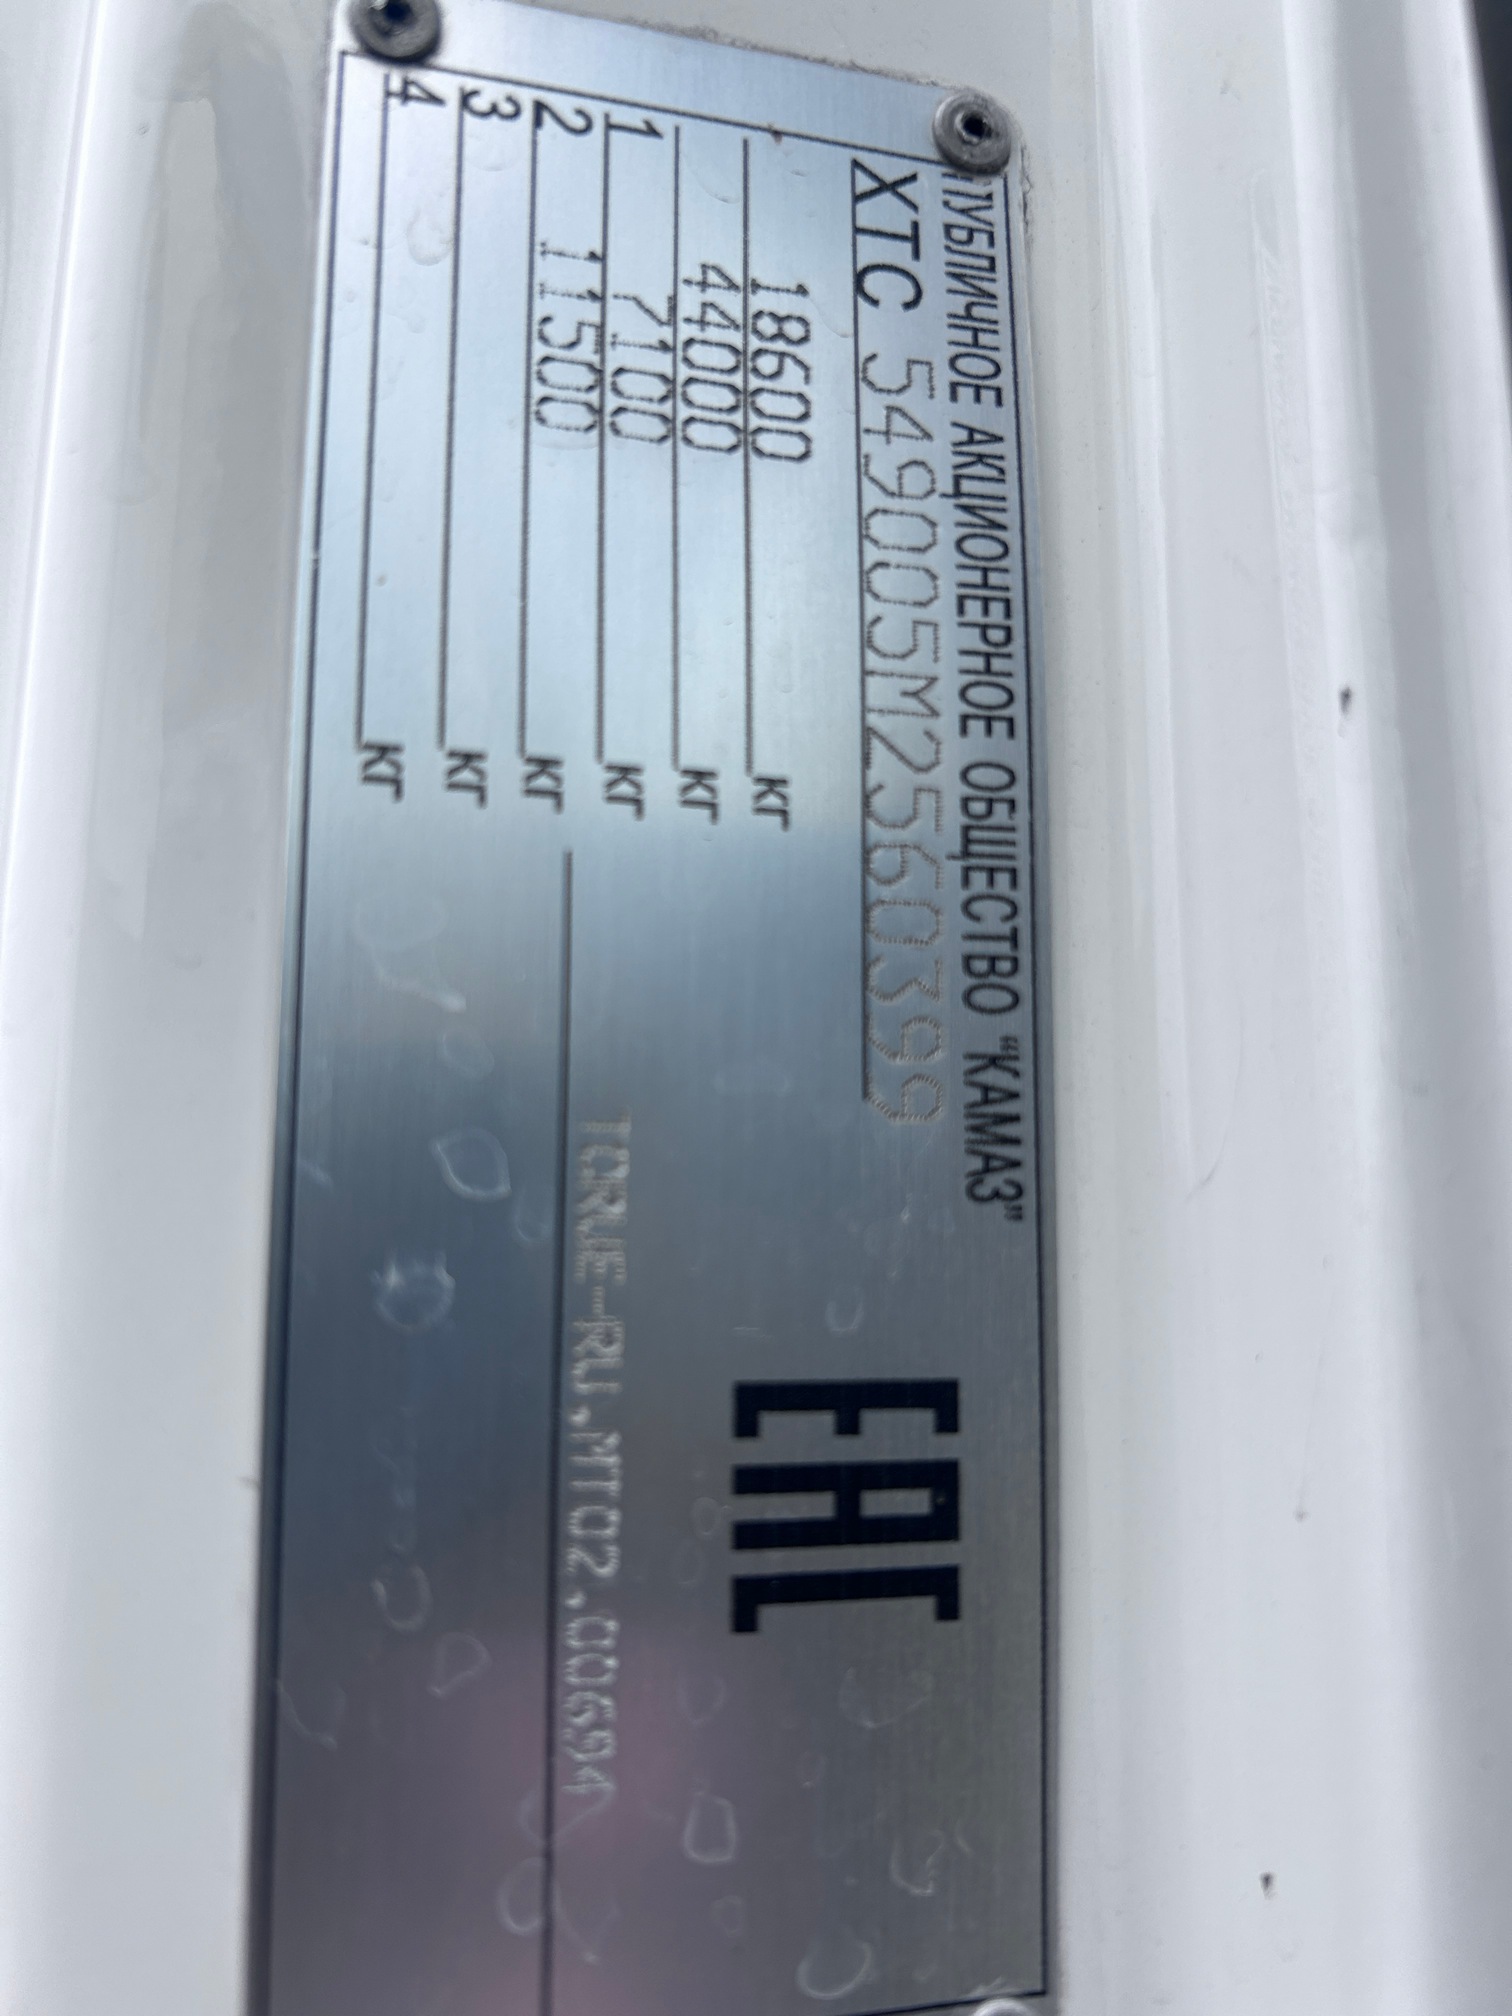 ПУБЛИЧНОЕ АКЦИОНЕРНОЕ ОБЩЕСТВО "КАМАЗ"
XTC 549005M2560399
18600 кг
44000 кг
1 7100 кг
2 11500 кг
3 кг
4 кг
EAC
TCRUE-RU.MT02.00694